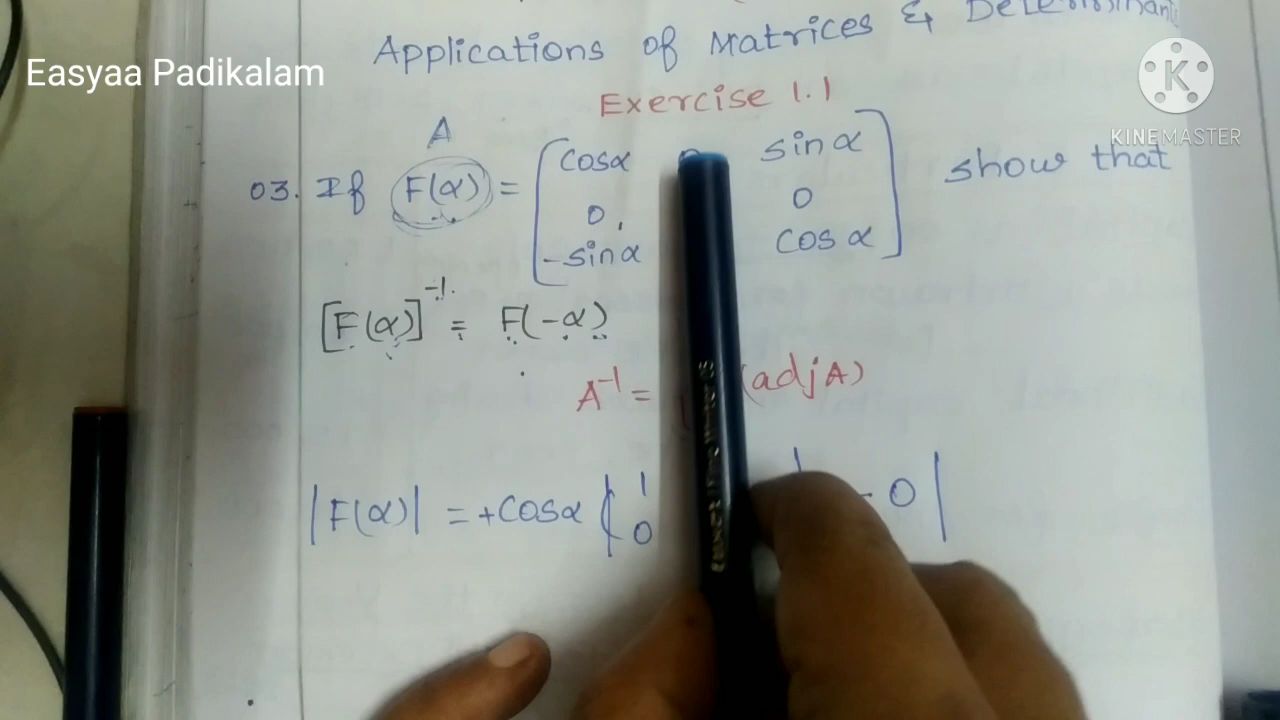 Applications of Matrices &
Easyaa Padikalam
K
KINEMASTER
Exercise 1.1
A
03. If F(α) = [ cosα sinα ] show that
0, 0
-sinα cosα
[F(α)]⁻¹ = F(-α)
A⁻¹ = (adj A)
|F(α)| = +cosα | 1
0 - 0 |